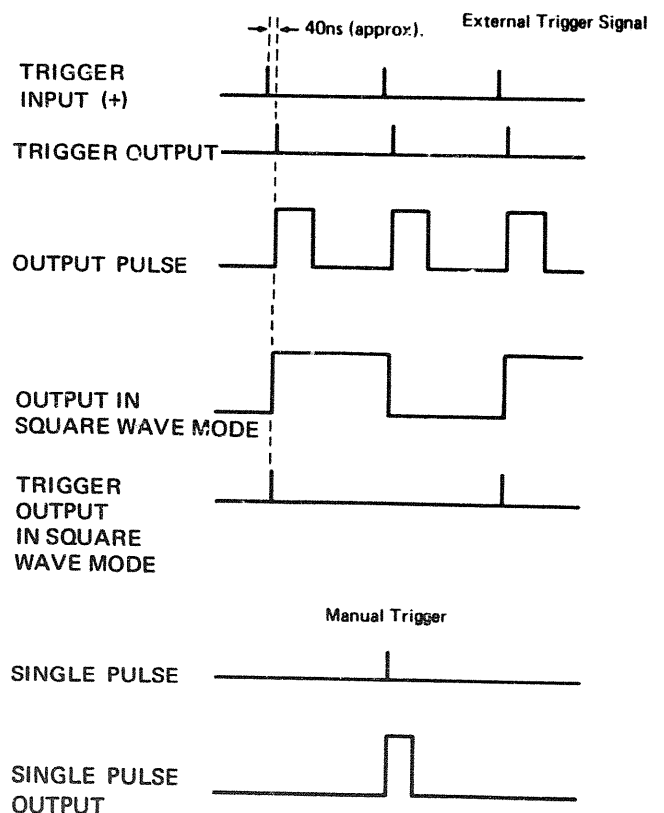 40ns (approx).
External Trigger Signal
TRIGGER
INPUT (+)
TRIGGER OUTPUT
OUTPUT PULSE
OUTPUT IN
SQUARE WAVE MODE
TRIGGER
OUTPUT
IN SQUARE
WAVE MODE
Manual Trigger
SINGLE PULSE
SINGLE PULSE
OUTPUT